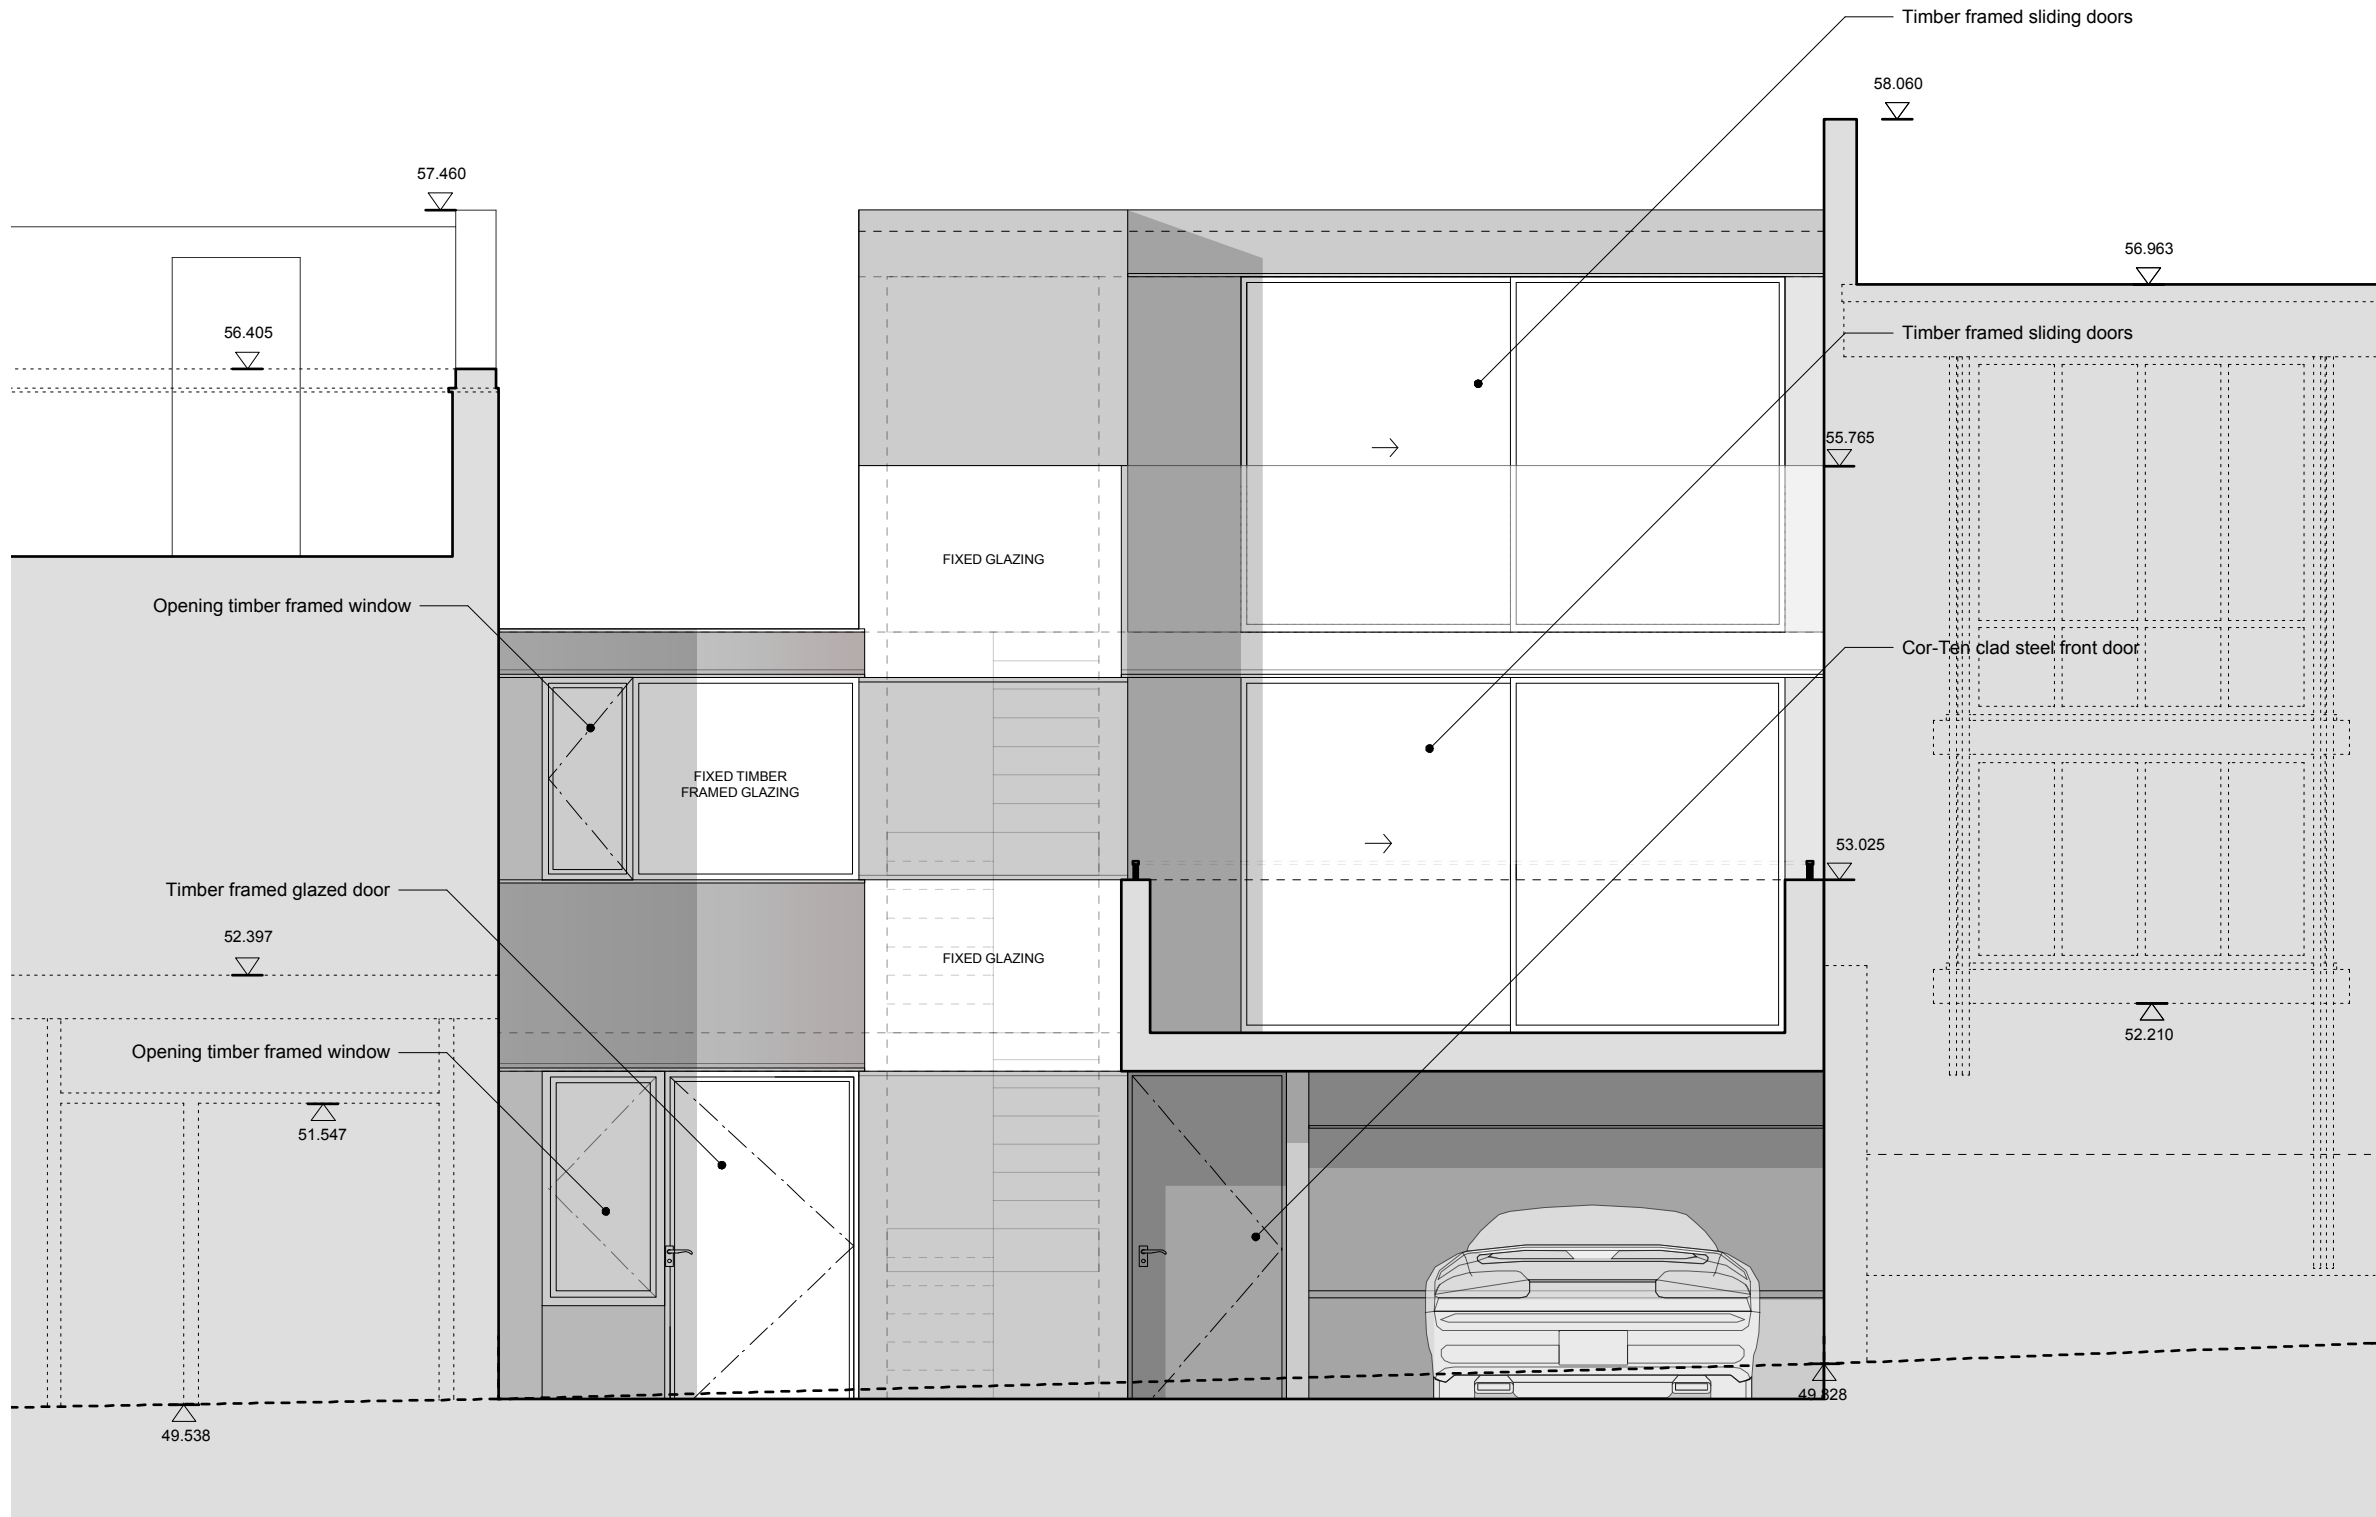 Timber framed sliding doors
58.060
57.460
56.963
56.405
Timber framed sliding doors
55.765
FIXED GLAZING
Opening timber framed window
Cor-Ten clad steel front door
FIXED TIMBER
FRAMED GLAZING
53.025
Timber framed glazed door
52.397
FIXED GLAZING
52.210
Opening timber framed window
51.547
49.828
49.538